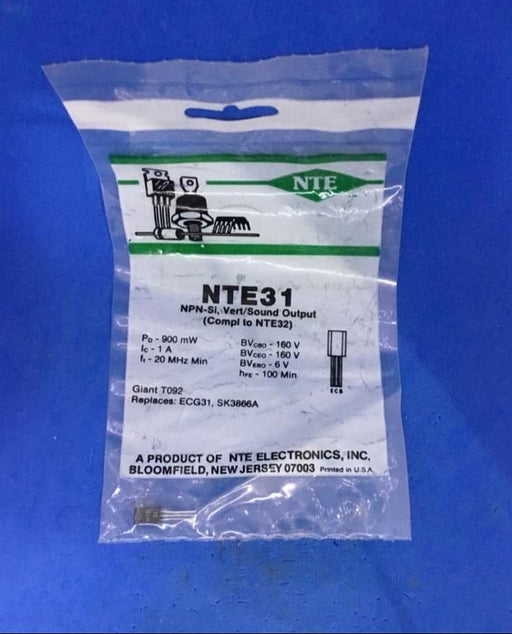 NTE
NTE31
NPN-Si, Vert/Sound Output
(Compl to NTE32)
PD - 900 mW
IC - 1 A
fT - 20 MHz Min
BVCBO - 160 V
BVCEO - 160 V
BVEBO - 6 V
hFE - 100 Min
ECB
Giant TO92
Replaces: ECG31, SK3866A
A PRODUCT OF NTE ELECTRONICS, INC.
BLOOMFIELD, NEW JERSEY 07003 Printed in U.S.A.